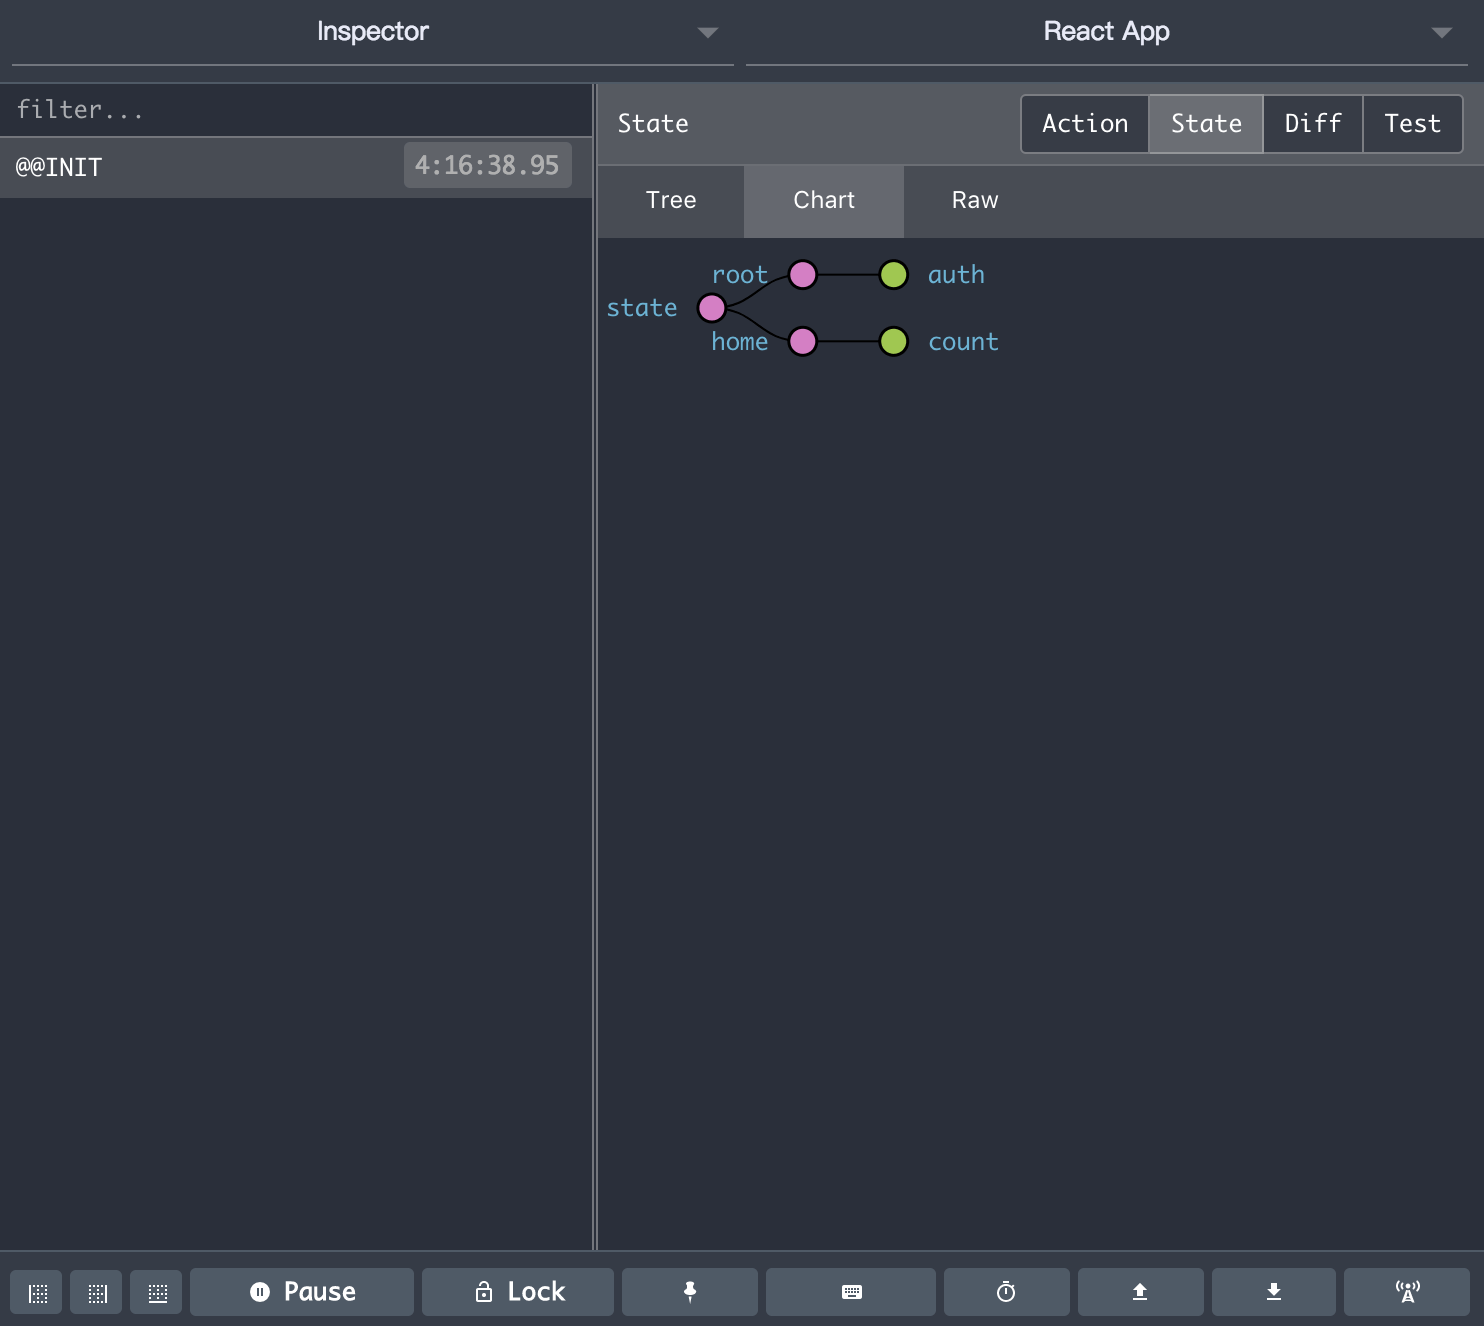 Inspector
React App
filter...
State
Action
State
Diff
Test
@@INIT
4:16:38.95
Tree
Chart
Raw
root
auth
state
home
count
Pause
Lock